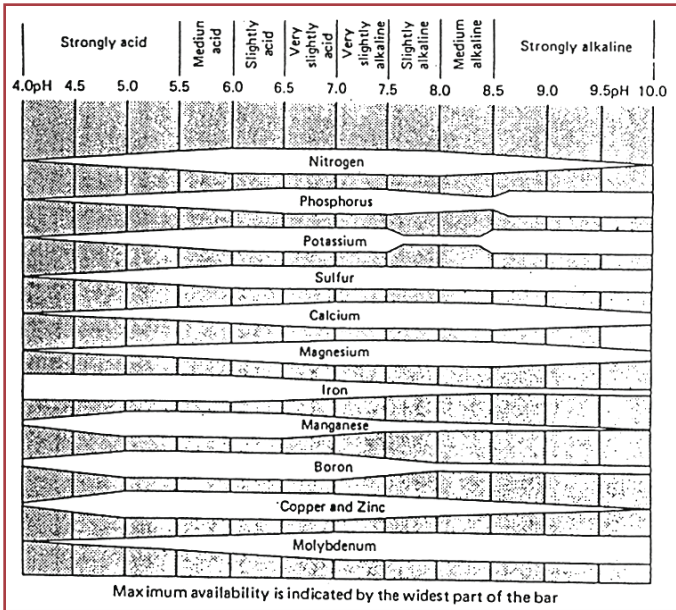 Strongly acid
Mediun acid
Slightly acid
Very slightly acid
Very slightly alkaline
Slightly alkaline
Medium alkaline
Strongly alkaline
4.0pH 4.5 5.0 5.5 6.0 6.5 7.0 7.5 8.0 8.5 9.0 9.5pH 10.0
Nitrogen
Phosphorus
Potassium
Sulfur
Calcium
Magnesium
Iron
Manganese
Boron
Copper and Zinc
Molybdenum
Maximum availability is indicated by the widest part of the bar